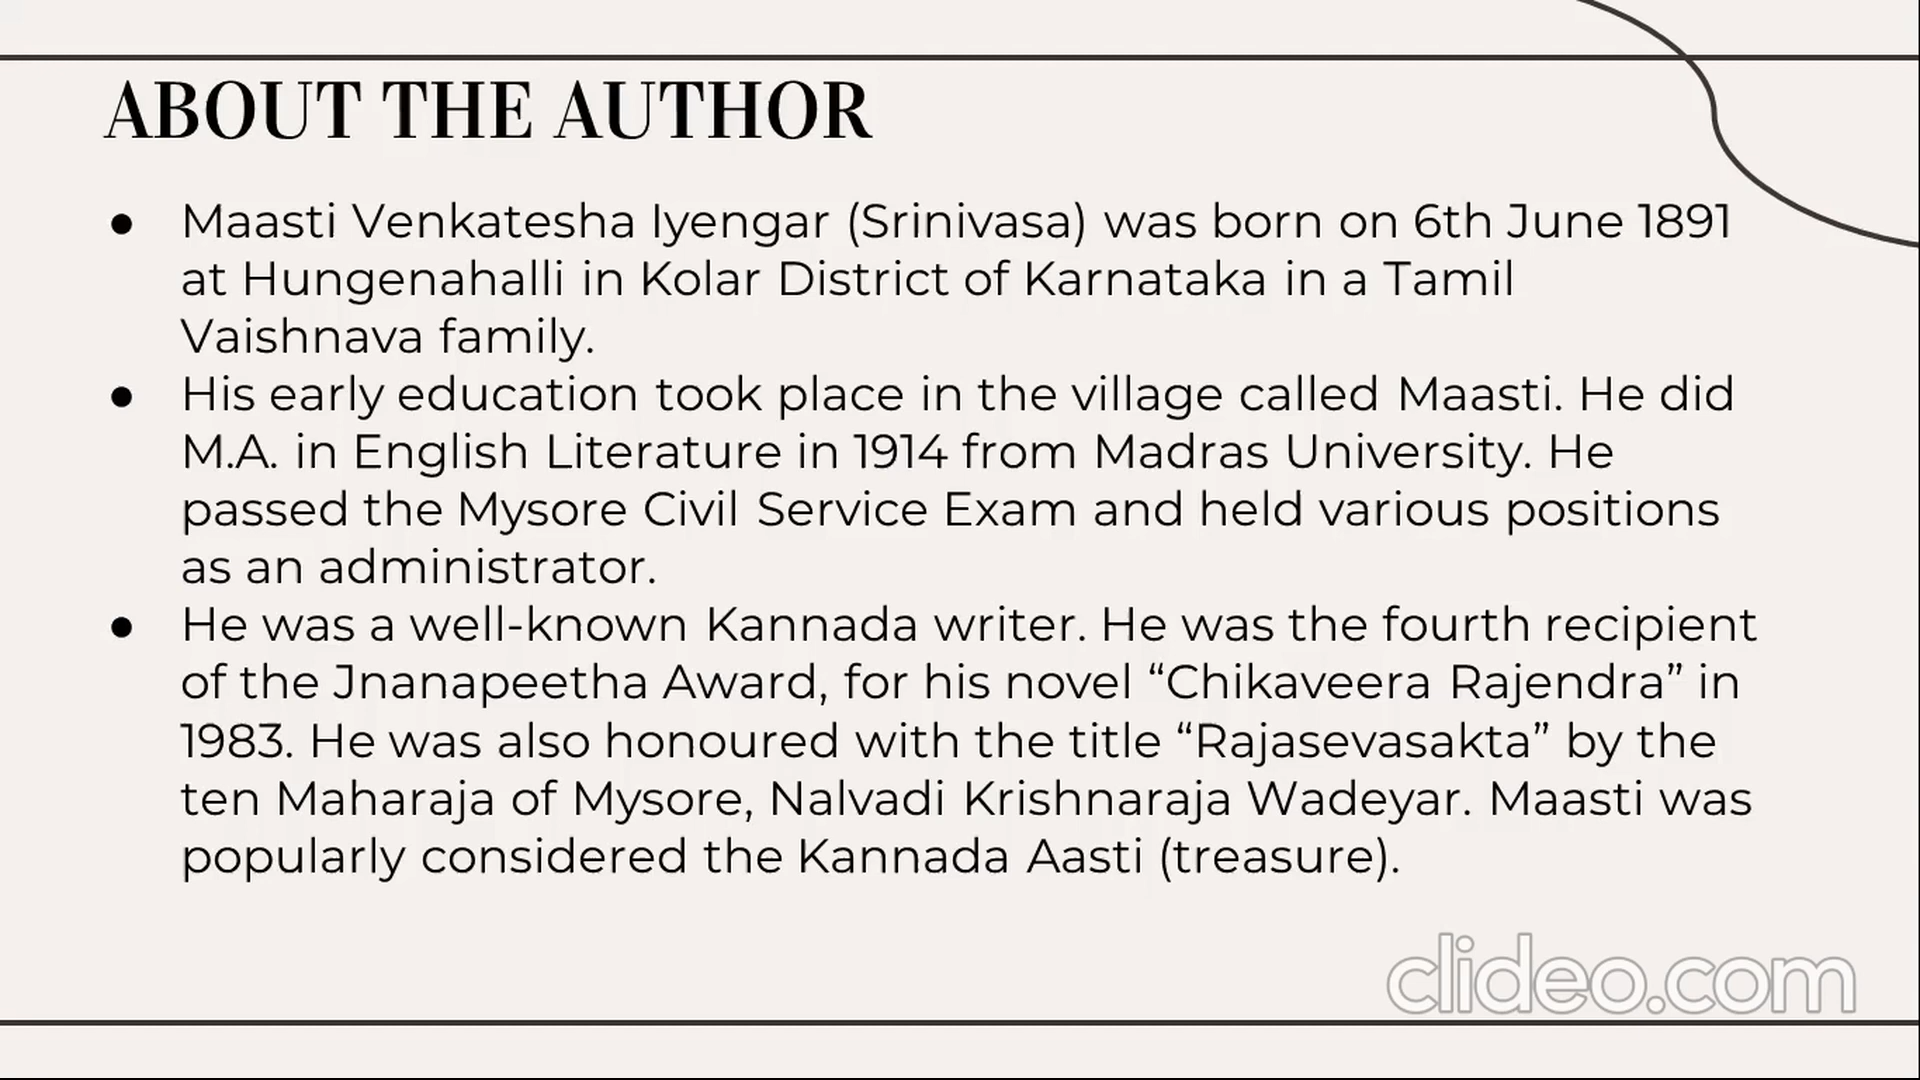 ABOUT THE AUTHOR
● Maasti Venkatesha Iyengar (Srinivasa) was born on 6th June 1891
at Hungenahalli in Kolar District of Karnataka in a Tamil
Vaishnava family.
● His early education took place in the village called Maasti. He did
M.A. in English Literature in 1914 from Madras University. He
passed the Mysore Civil Service Exam and held various positions
as an administrator.
● He was a well-known Kannada writer. He was the fourth recipient
of the Jnanapeetha Award, for his novel “Chikaveera Rajendra” in
1983. He was also honoured with the title “Rajasevasakta” by the
ten Maharaja of Mysore, Nalvadi Krishnaraja Wadeyar. Maasti was
popularly considered the Kannada Aasti (treasure).
clideo.com